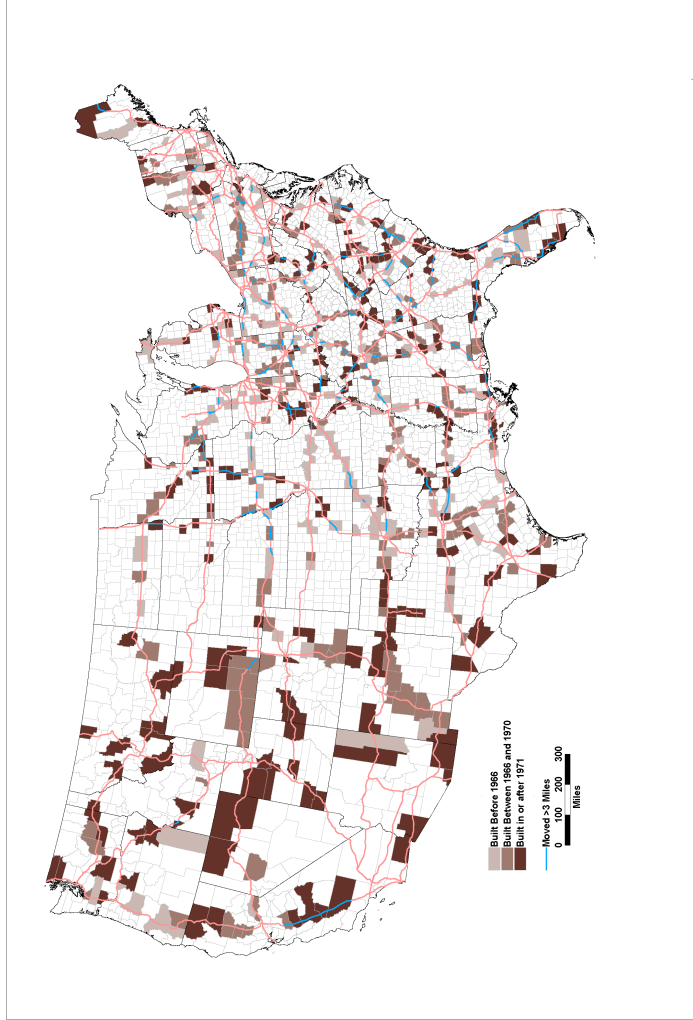 Built Before 1966
Built Between 1966 and 1970
Built in or after 1971
Moved >3 Miles
0 100 200 300
Miles